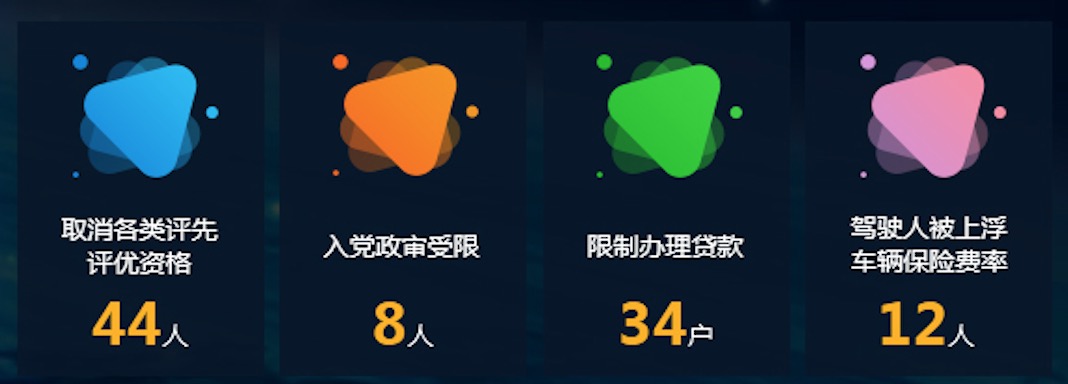 取消各类评先
评优资格
44人
入党政审受限
8人
限制办理贷款
34户
驾驶人被上浮
车辆保险费率
12人